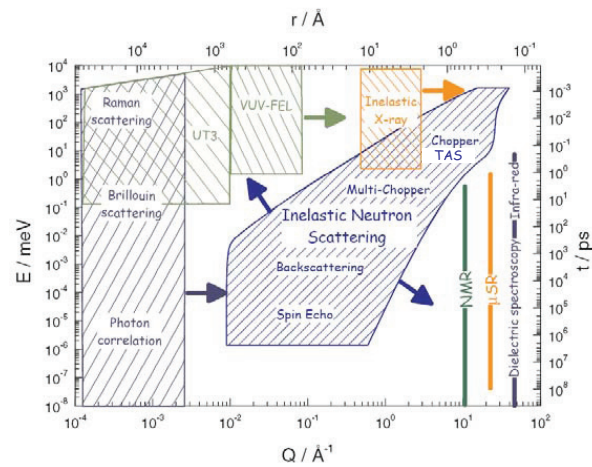 r / Å
10⁴ 10³ 10² 10¹ 10⁰ 10⁻¹
E / meV
10⁴
10³
10²
10¹
10⁰
10⁻¹
10⁻²
10⁻³
10⁻⁴
10⁻⁵
10⁻⁶
10⁻⁷
10⁻⁸
Raman
scattering
UT3
VUV-FEL
Inelastic
X-ray
Chopper
TAS
Multi-Chopper
Brillouin
scattering
Inelastic Neutron
Scattering
Backscattering
Spin Echo
Photon
correlation
NMR
μSR
Dielectric spectroscopy
Infra-red
10⁻³
10⁻²
10⁻¹
10⁰
10¹
10²
10³
10⁴
10⁵
10⁶
10⁷
10⁸
t / ps
10⁻⁴ 10⁻³ 10⁻² 10⁻¹ 10⁰ 10¹ 10²
Q / Å⁻¹